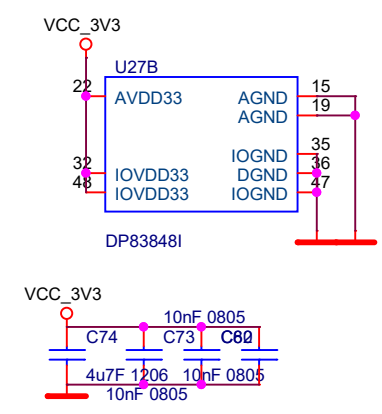 VCC_3V3
U27B
22 AVDD33 AGND 15
AGND 19
IOGND 35
32 IOVDD33 DGND 36
48 IOVDD33 IOGND 47
DP83848I
VCC_3V3
10nF 0805
C74 C73
4u7F 1206 10nF 0805
10nF 0805